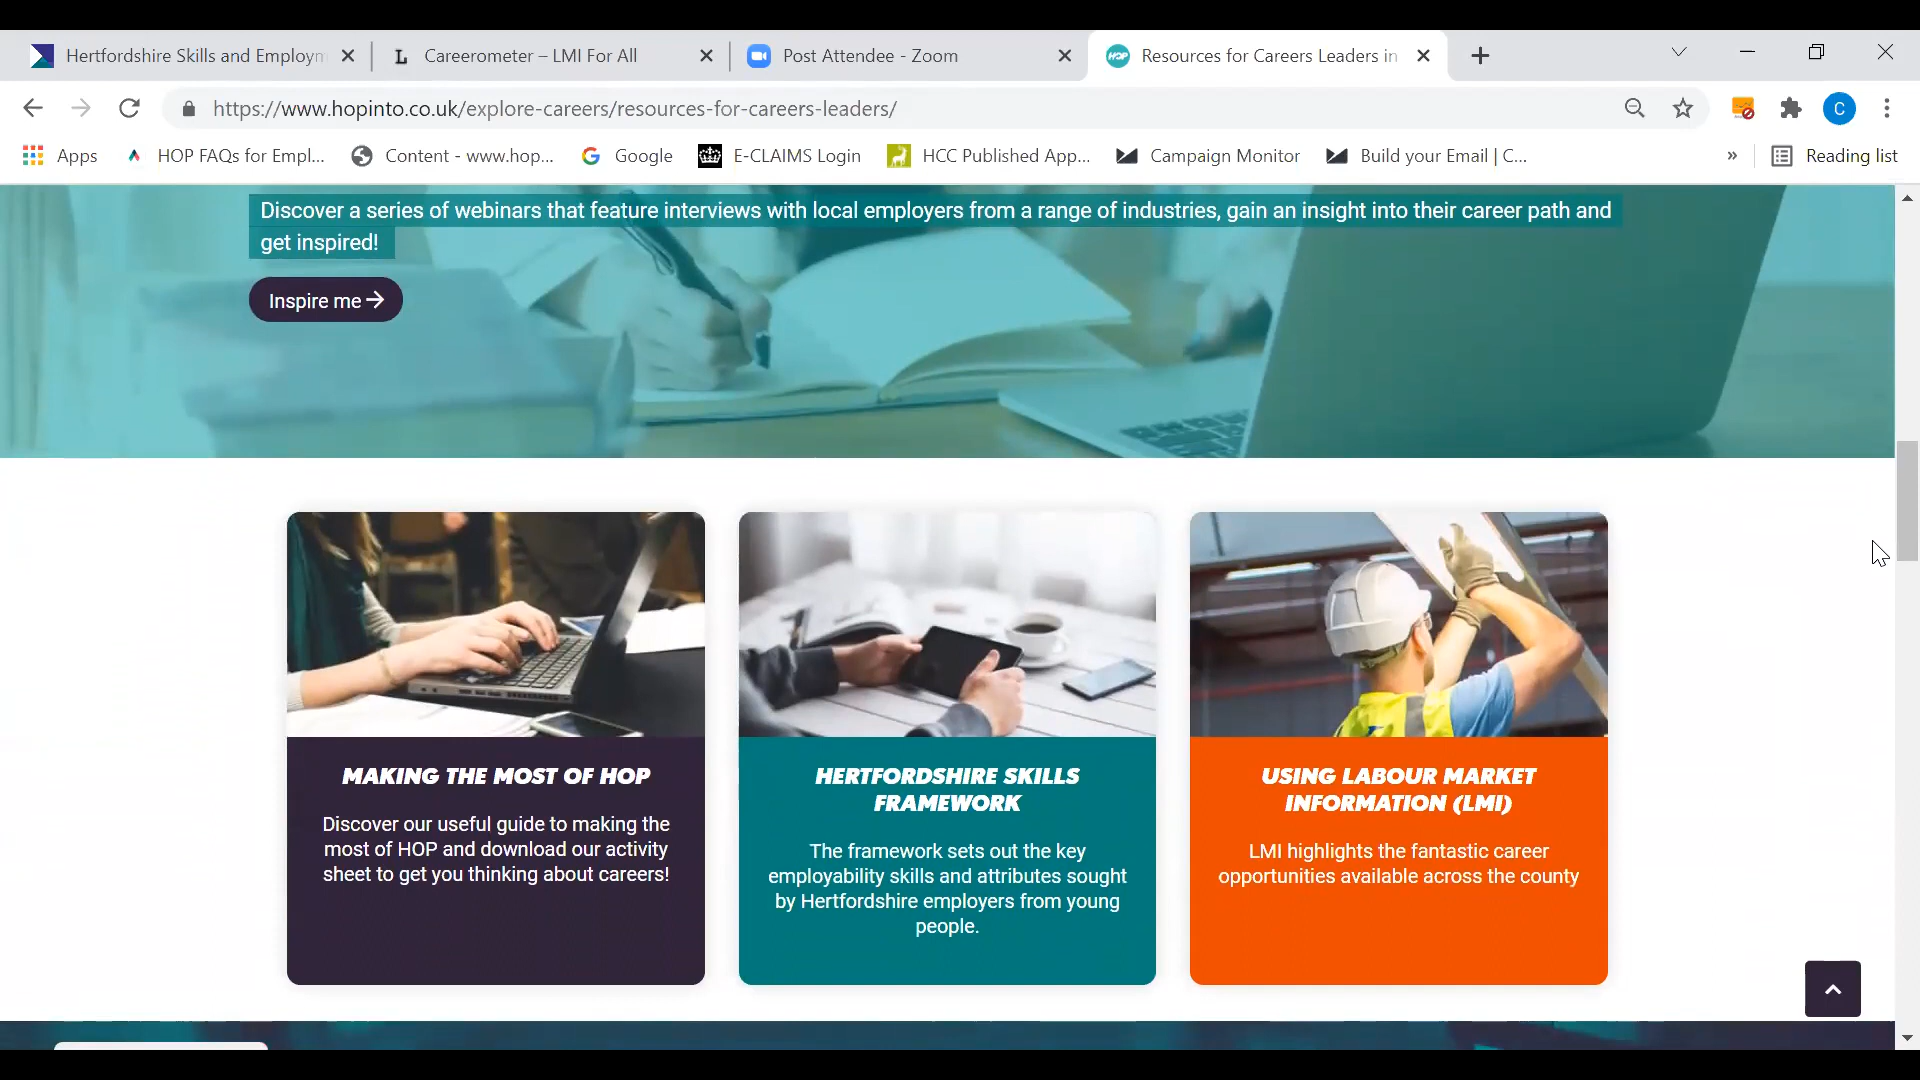 Hertfordshire Skills and Employm
Careerometer – LMI For All
Post Attendee - Zoom
HOP Resources for Careers Leaders in
https://www.hopinto.co.uk/explore-careers/resources-for-careers-leaders/
C
Apps
HOP FAQs for Empl...
Content - www.hop...
Google
E-CLAIMS Login
HCC Published App...
Campaign Monitor
Build your Email | C...
»
Reading list
Discover a series of webinars that feature interviews with local employers from a range of industries, gain an insight into their career path and
get inspired!
Inspire me →
MAKING THE MOST OF HOP
Discover our useful guide to making the
most of HOP and download our activity
sheet to get you thinking about careers!
HERTFORDSHIRE SKILLS
FRAMEWORK
The framework sets out the key
employability skills and attributes sought
by Hertfordshire employers from young
people.
USING LABOUR MARKET
INFORMATION (LMI)
LMI highlights the fantastic career
opportunities available across the county